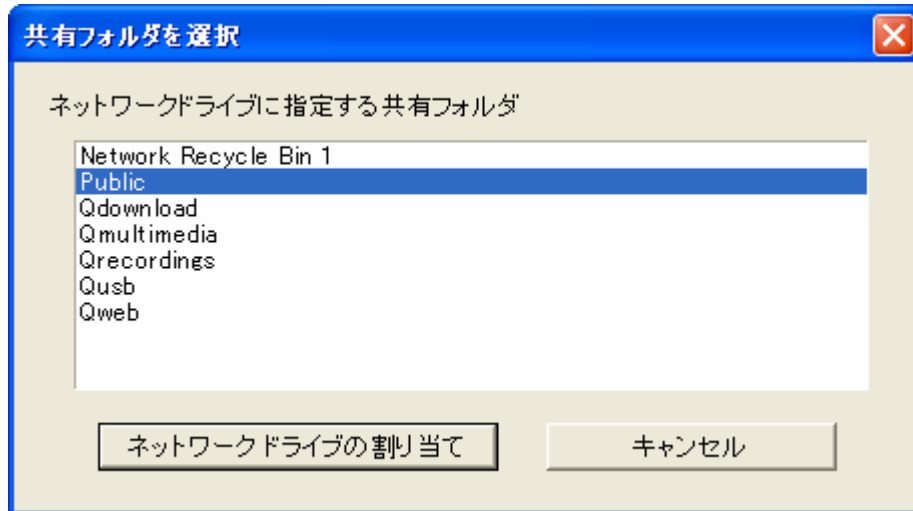 共有フォルダを選択
ネットワークドライブに指定する共有フォルダ
Network Recycle Bin 1
Public
Qdownload
Qmultimedia
Qrecordings
Qusb
Qweb
ネットワークドライブの割り当て
キャンセル